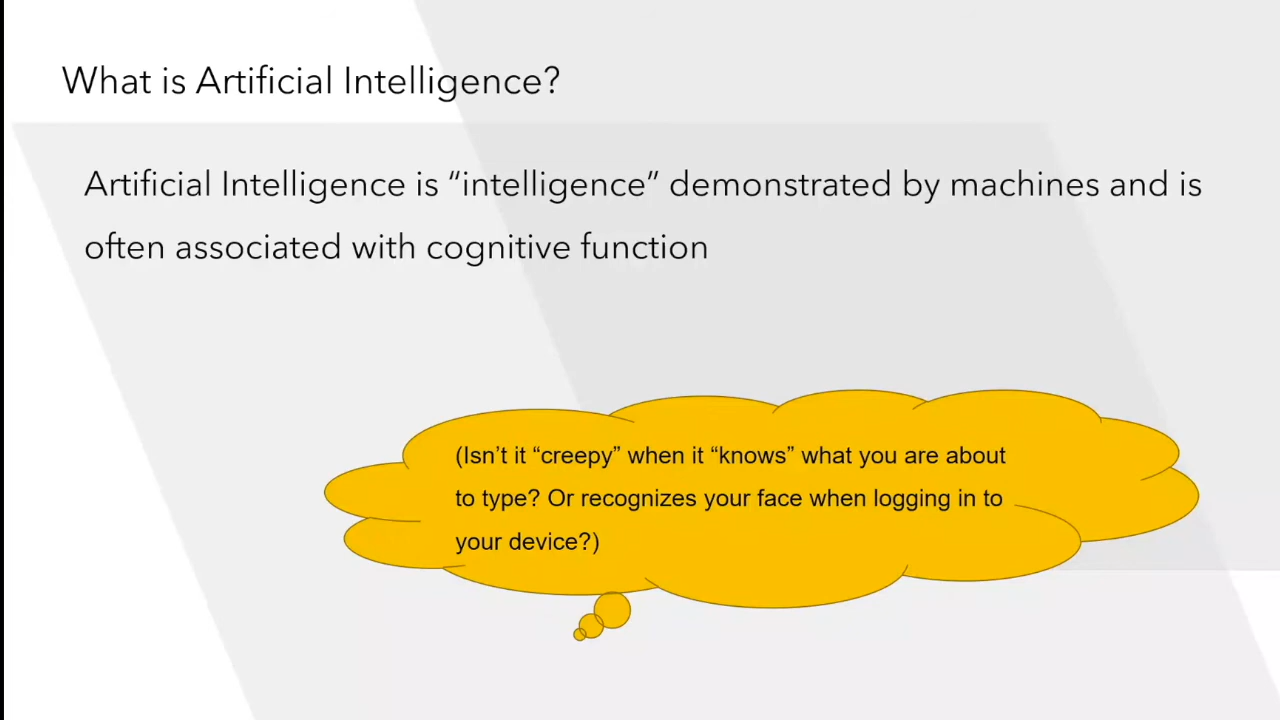 What is Artificial Intelligence?
Artificial Intelligence is “intelligence” demonstrated by machines and is
often associated with cognitive function
(Isn’t it “creepy” when it “knows” what you are about
to type? Or recognizes your face when logging in to
your device?)